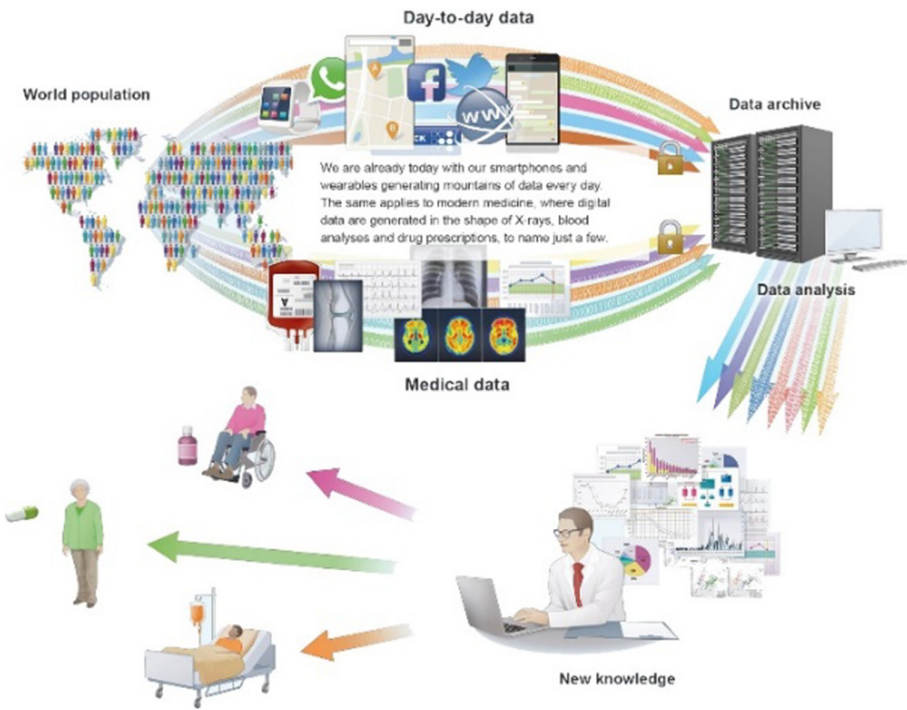 Day-to-day data
World population
Data archive
WWW
We are already today with our smartphones and
wearables generating mountains of data every day.
The same applies to modern medicine, where digital
data are generated in the shape of X-rays, blood
analyses and drug prescriptions, to name just a few.
Data analysis
Medical data
New knowledge